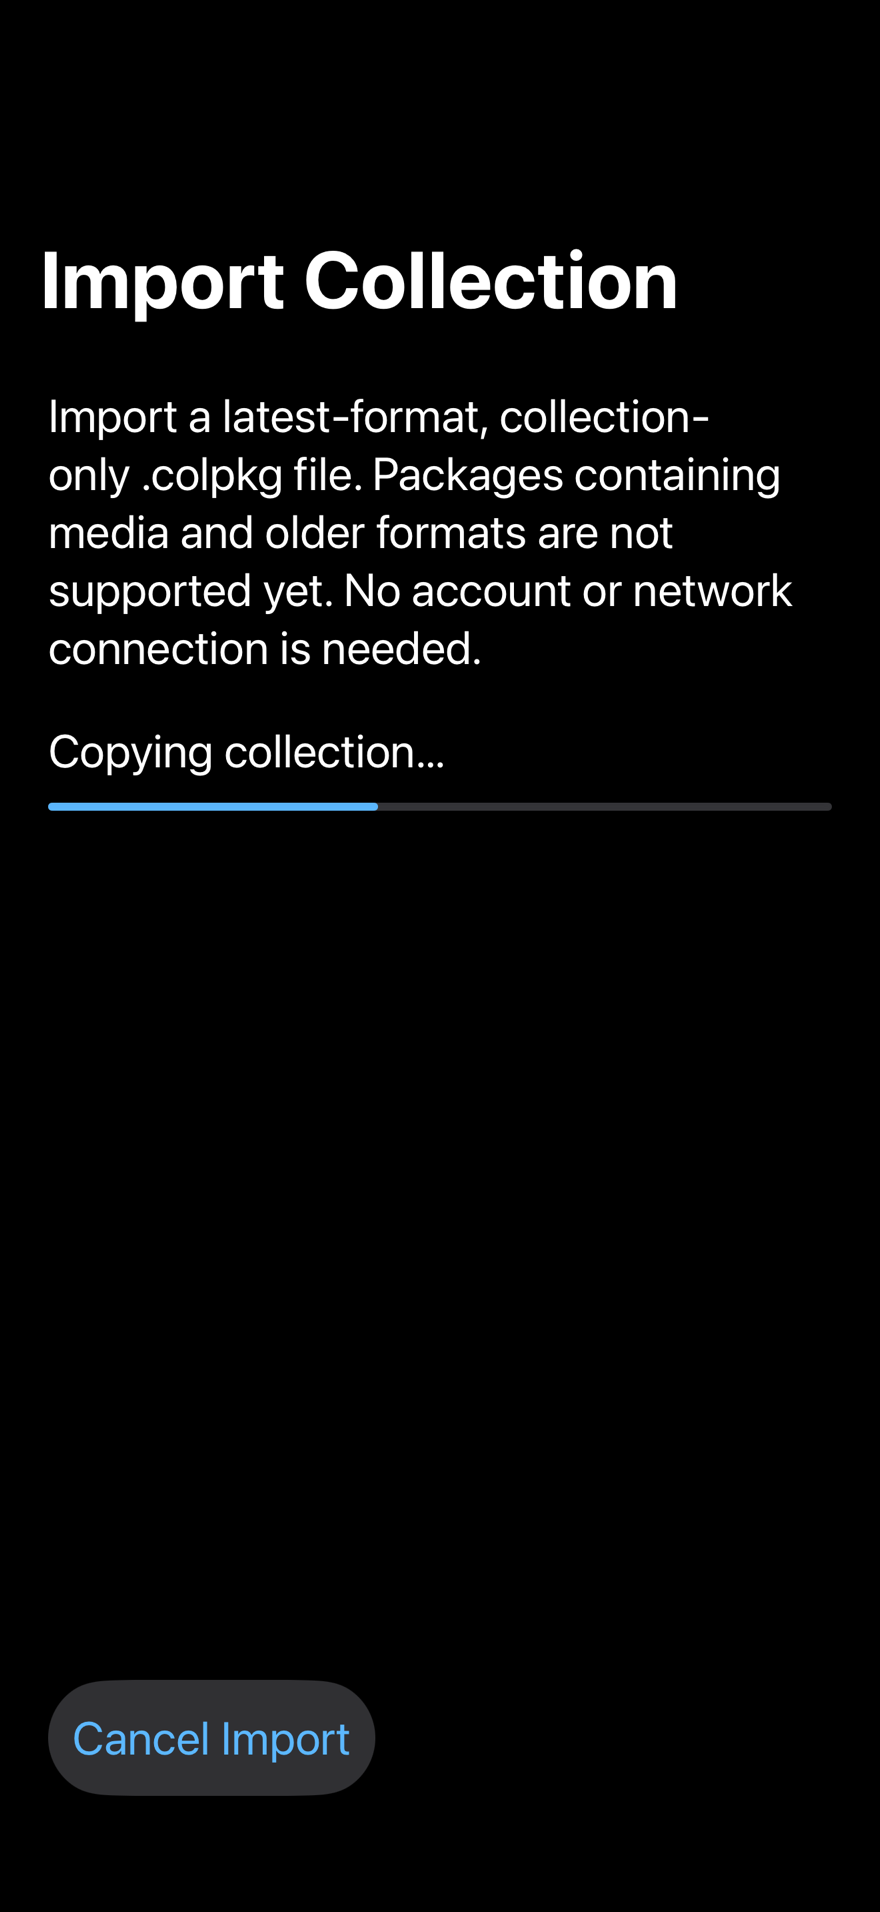 Import Collection
Import a latest-format, collection-
only .colpkg file. Packages containing
media and older formats are not
supported yet. No account or network
connection is needed.
Copying collection...
Cancel Import